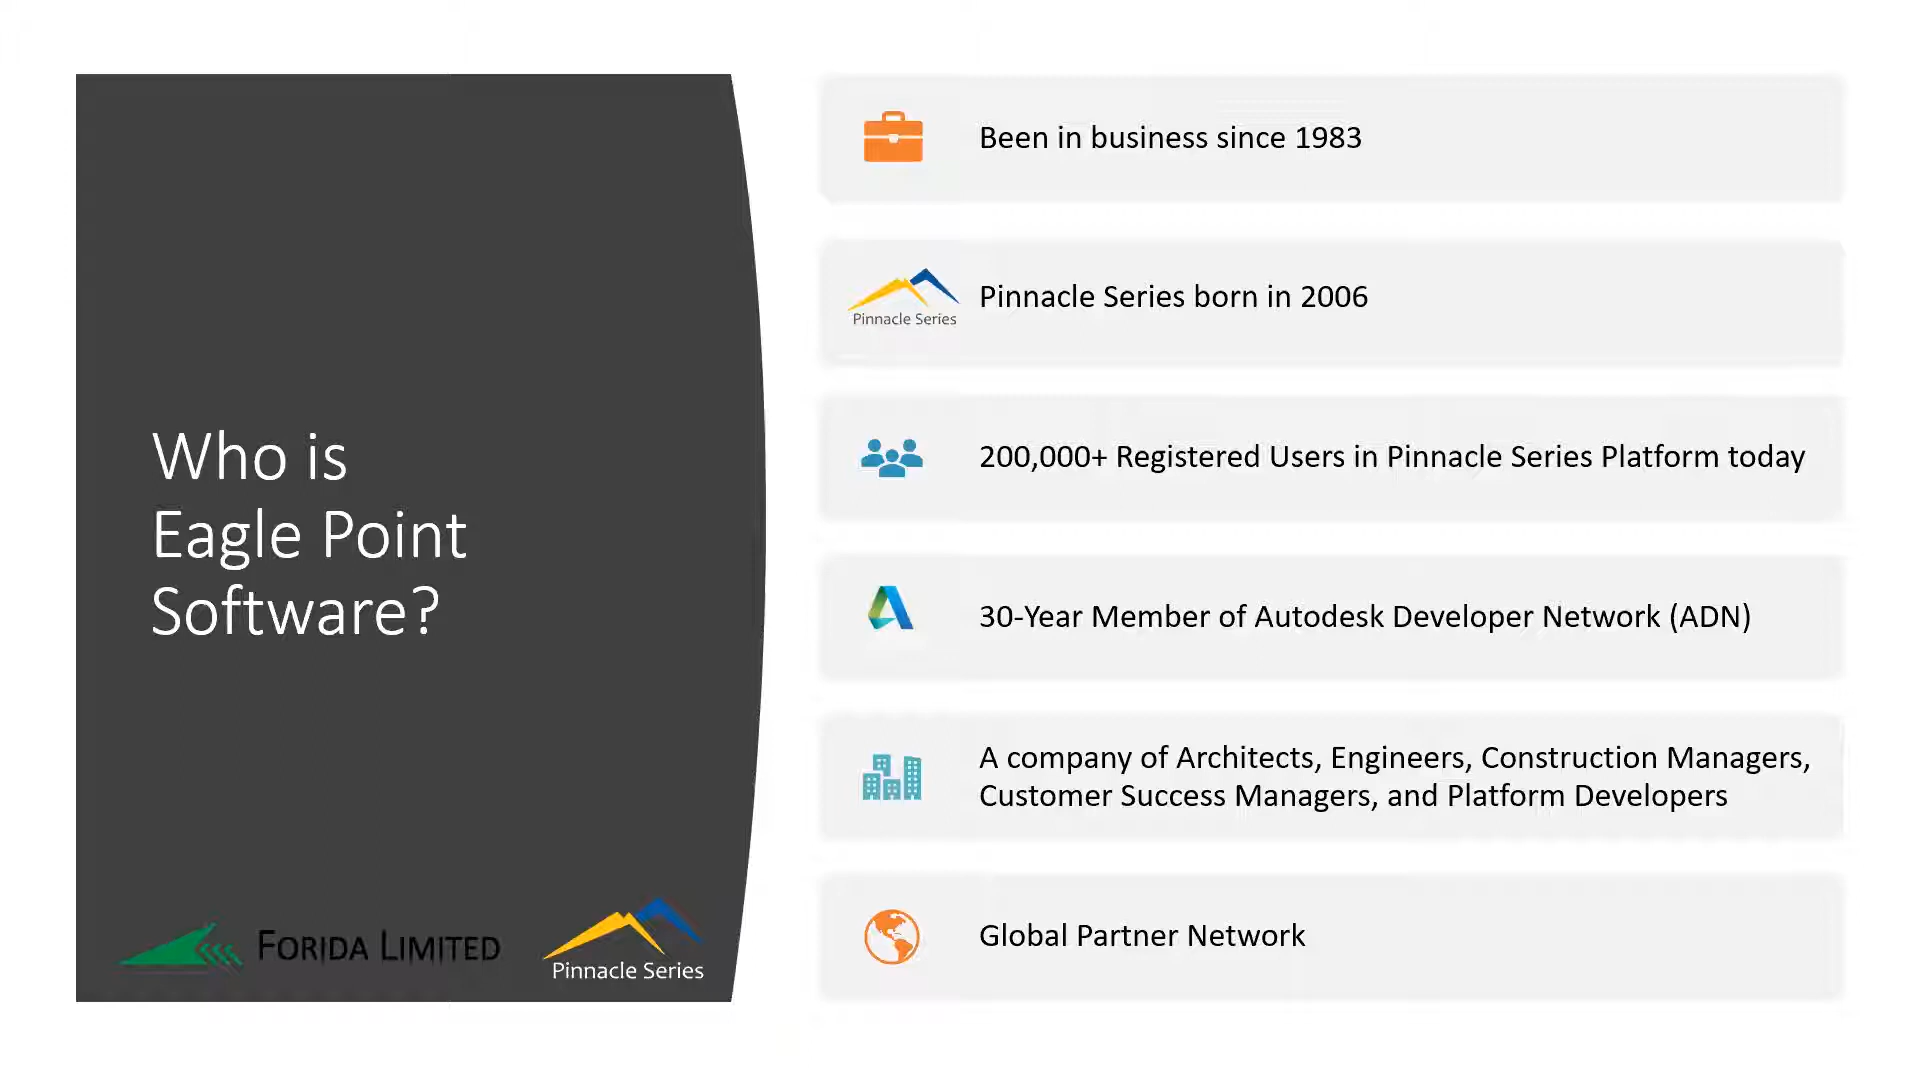 Who is
Eagle Point
Software?
FORIDA LIMITED
Pinnacle Series
Been in business since 1983
Pinnacle Series
Pinnacle Series born in 2006
200,000+ Registered Users in Pinnacle Series Platform today
30-Year Member of Autodesk Developer Network (ADN)
A company of Architects, Engineers, Construction Managers,
Customer Success Managers, and Platform Developers
Global Partner Network